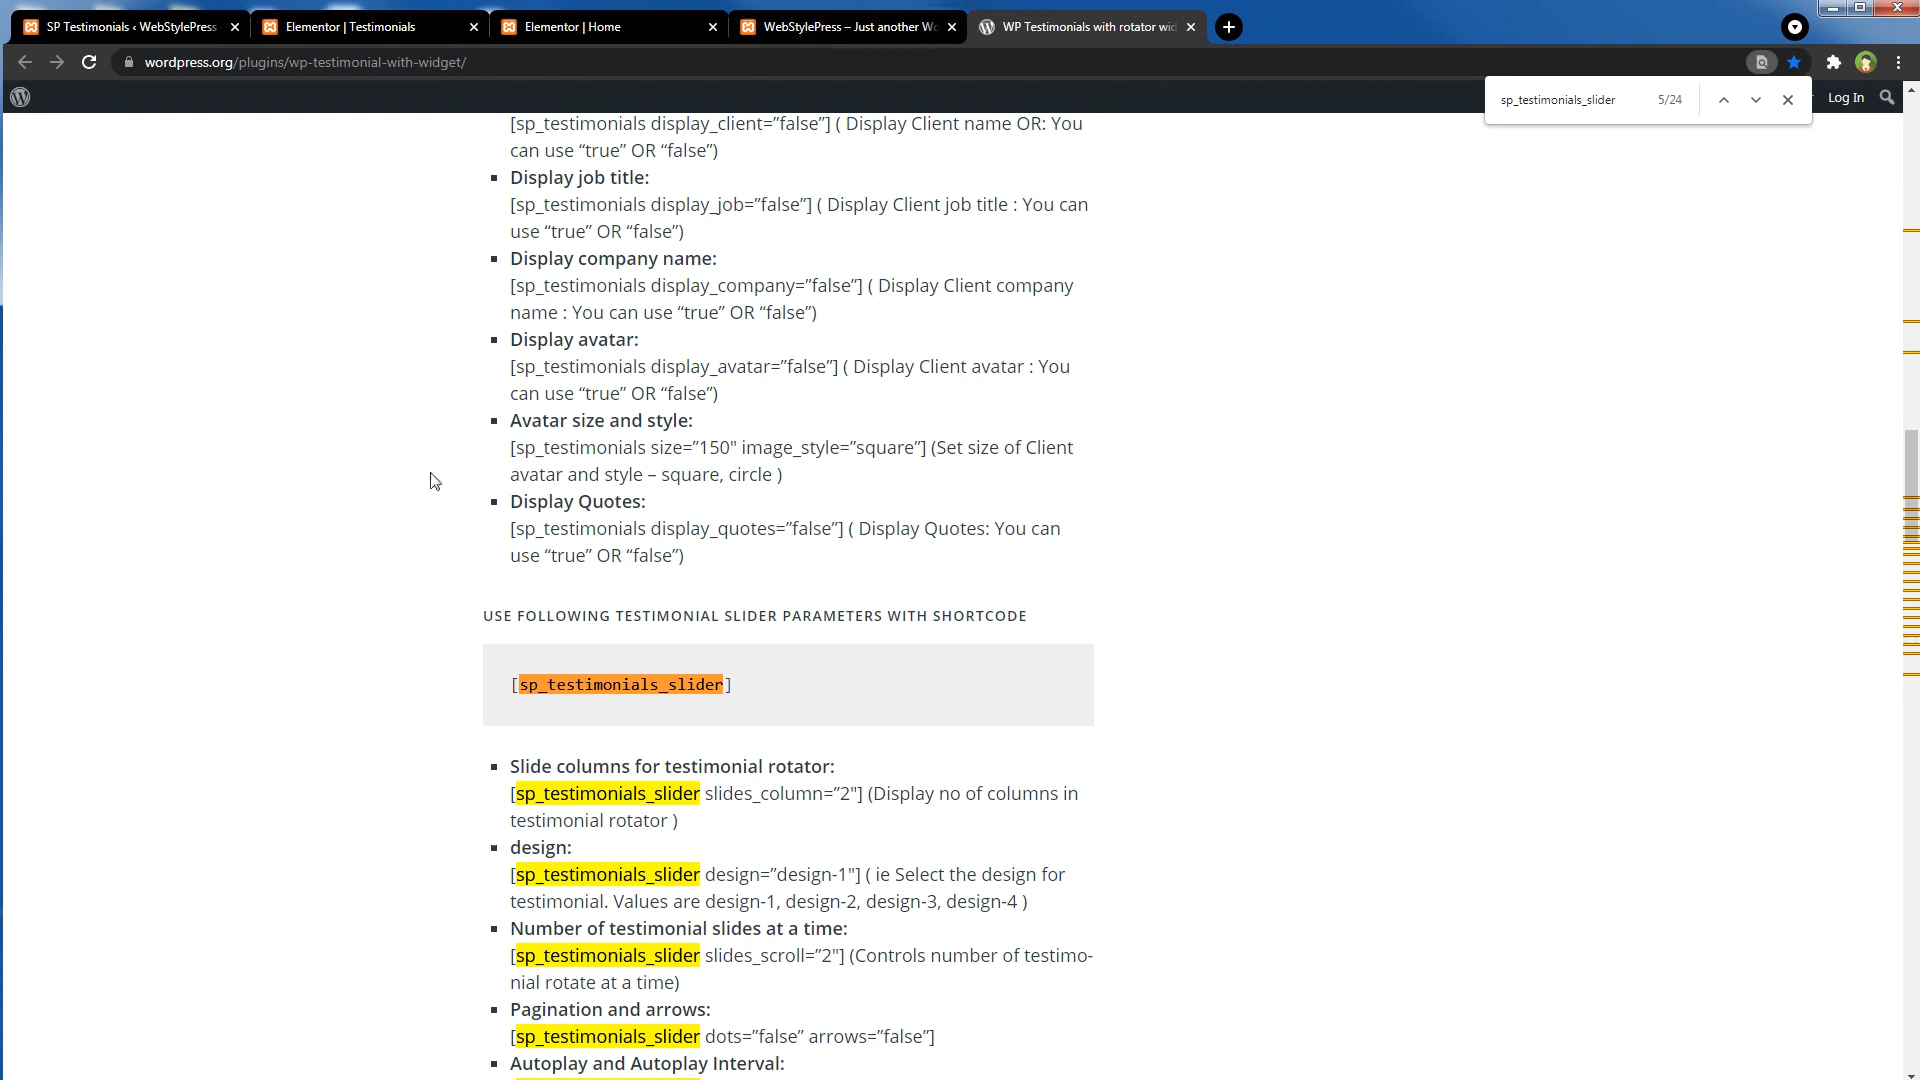 SP Testimonials ‹ WebStylePress
Elementor | Testimonials
Elementor | Home
WebStylePress – Just another Wo
WP Testimonials with rotator wid
wordpress.org/plugins/wp-testimonial-with-widget/
sp_testimonials_slider 5/24
Log In
[sp_testimonials display_client=”false”] ( Display Client name OR: You
can use “true” OR “false”)
Display job title:
[sp_testimonials display_job=”false”] ( Display Client job title : You can
use “true” OR “false”)
Display company name:
[sp_testimonials display_company=”false”] ( Display Client company
name : You can use “true” OR “false”)
Display avatar:
[sp_testimonials display_avatar=”false”] ( Display Client avatar : You
can use “true” OR “false”)
Avatar size and style:
[sp_testimonials size=”150″ image_style=”square”] (Set size of Client
avatar and style – square, circle )
Display Quotes:
[sp_testimonials display_quotes=”false”] ( Display Quotes: You can
use “true” OR “false”)
USE FOLLOWING TESTIMONIAL SLIDER PARAMETERS WITH SHORTCODE
[sp_testimonials_slider]
Slide columns for testimonial rotator:
[sp_testimonials_slider slides_column=”2″] (Display no of columns in
testimonial rotator )
design:
[sp_testimonials_slider design=”design-1″] ( ie Select the design for
testimonial. Values are design-1, design-2, design-3, design-4 )
Number of testimonial slides at a time:
[sp_testimonials_slider slides_scroll=”2″] (Controls number of testimo-
nial rotate at a time)
Pagination and arrows:
[sp_testimonials_slider dots=”false” arrows=”false”]
Autoplay and Autoplay Interval: